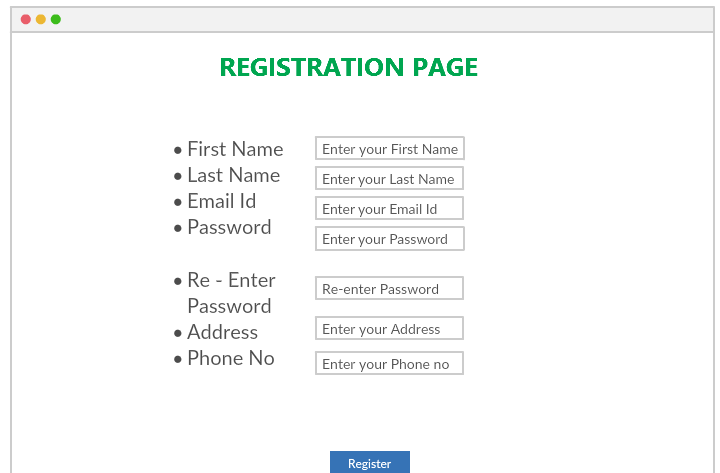 REGISTRATION PAGE
• First Name
Enter your First Name
• Last Name
Enter your Last Name
• Email Id
Enter your Email Id
• Password
Enter your Password
• Re - Enter
Password
Re-enter Password
• Address
Enter your Address
• Phone No
Enter your Phone no
Register